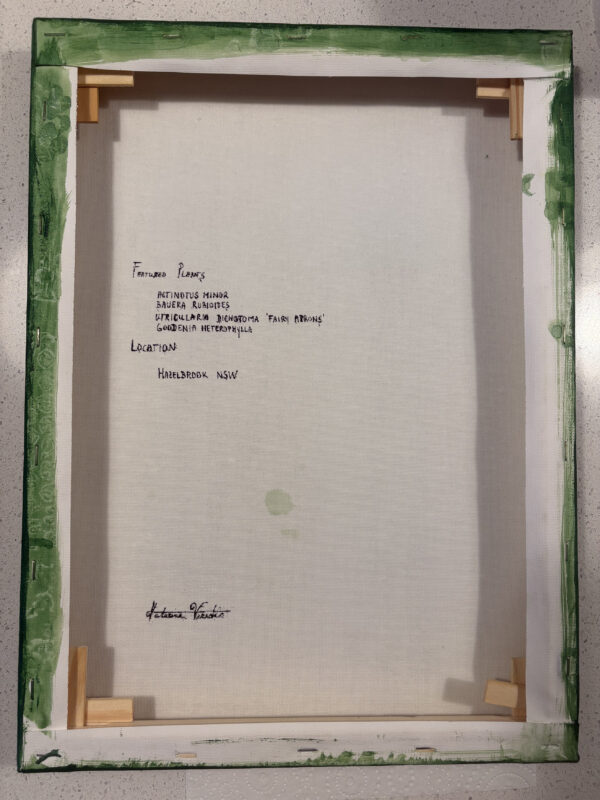 FEATURED PLANTS
ACTINOTUS MINOR
BAUERA RUBIOIDES
UTRICULARIA DICHOTOMA 'FAIRY APRONS'
GOODENIA HETEROPHYLLA
LOCATION
HAZELBROOK NSW